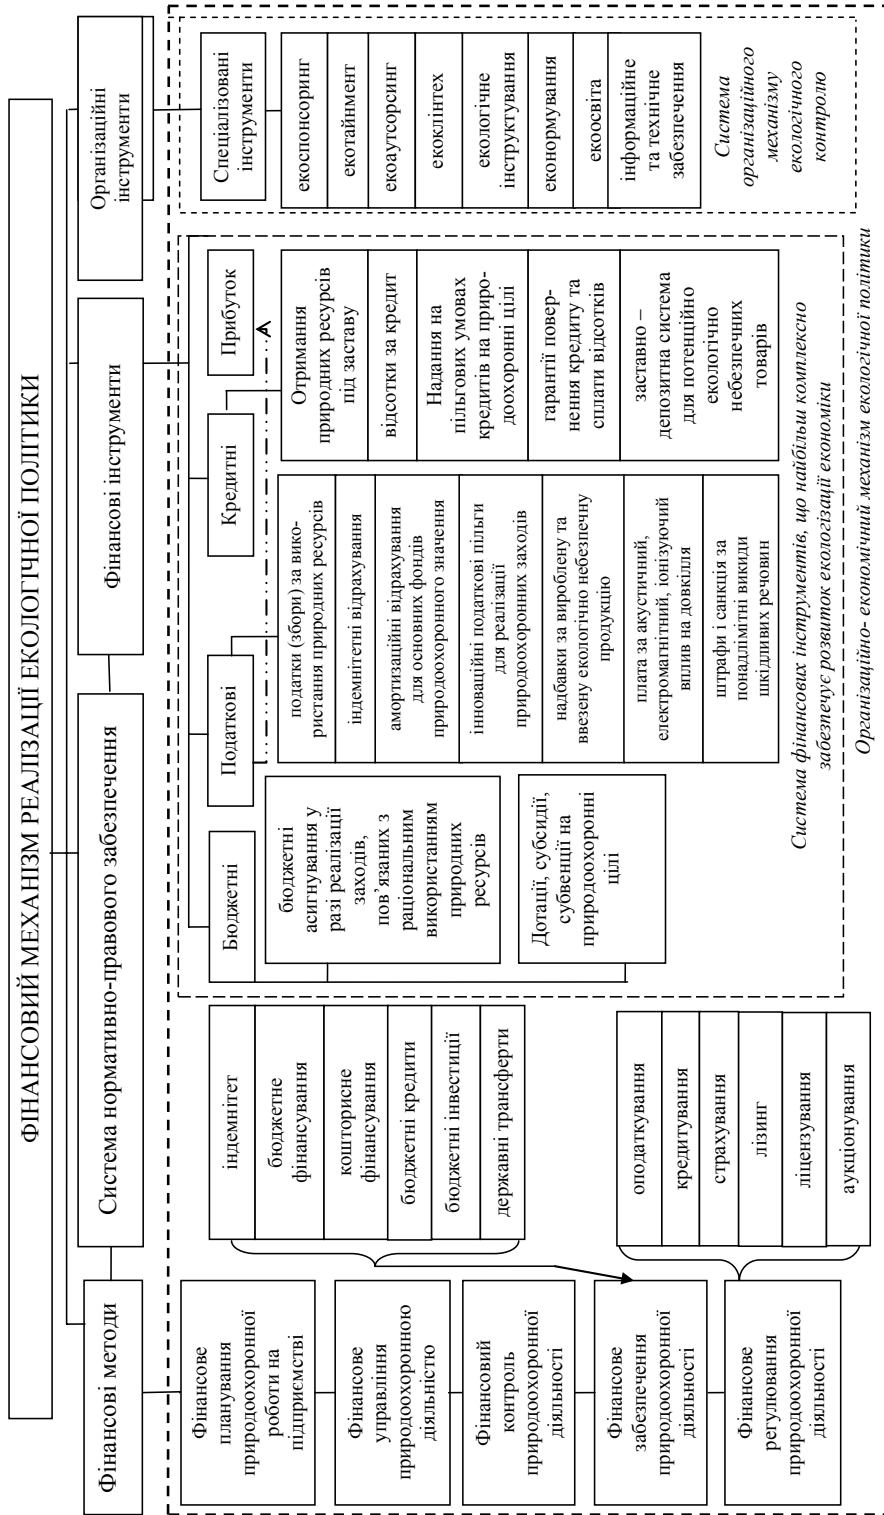 ФІНАНСОВИЙ МЕХАНІЗМ РЕАЛІЗАЦІЇ ЕКОЛОГІЧНОЇ ПОЛІТИКИ
Фінансові методи
Система нормативно-правового забезпечення
Фінансові інструменти
Організаційні
інструменти
Фінансове
планування
природоохоронної
роботи на
підприємстві
Фінансове
управління
природоохоронною
діяльністю
Фінансовий
контроль
природоохоронної
діяльності
Фінансове
забезпечення
природоохоронної
діяльності
Фінансове
регулювання
природоохоронної
діяльності
індемнітет
бюджетне
фінансування
кошторисне
фінансування
бюджетні кредити
бюджетні інвестиції
державні трансферти
оподаткування
кредитування
страхування
лізинг
ліцензування
аукціонування
Бюджетні
бюджетні
асигнування у
разі реалізації
заходів,
пов’язаних з
раціональним
використанням
природних
ресурсів
Дотації, субсидії,
субвенції на
природоохоронні
цілі
Податкові
податки (збори) за вико-
ристання природних ресурсів
індемнітетні відрахування
амортизаційні відрахування
для основних фондів
природоохоронного значення
інноваційні податкові пільги
для реалізації
природоохоронних заходів
надбавки за вироблену та
ввезену екологічно небезпечну
продукцію
плата за акустичний,
електромагнітний, іонізуючий
вплив на довкілля
штрафи і санкція за
понадлімітні викиди
шкідливих речовин
Кредитні
Прибуток
Отримання
природних ресурсів
під заставу
відсотки за кредит
Надання на
пільгових умовах
кредитів на приро-
доохоронні цілі
гарантії повер-
нення кредиту та
сплати відсотків
заставно –
депозитна система
для потенційно
екологічно
небезпечних
товарів
Система фінансових інструментів, що найбільш комплексно
забезпечує розвиток екологізації економіки
Спеціалізовані
інструменти
екоспонсоринг
екотайнмент
екоаутсорсинг
екоклінтех
екологічне
інструктування
еконормування
екоосвіта
інформаційне
та технічне
забезпечення
Система
організаційного
механізму
екологічного
контролю
Організаційно- економічний механізм екологічної політики